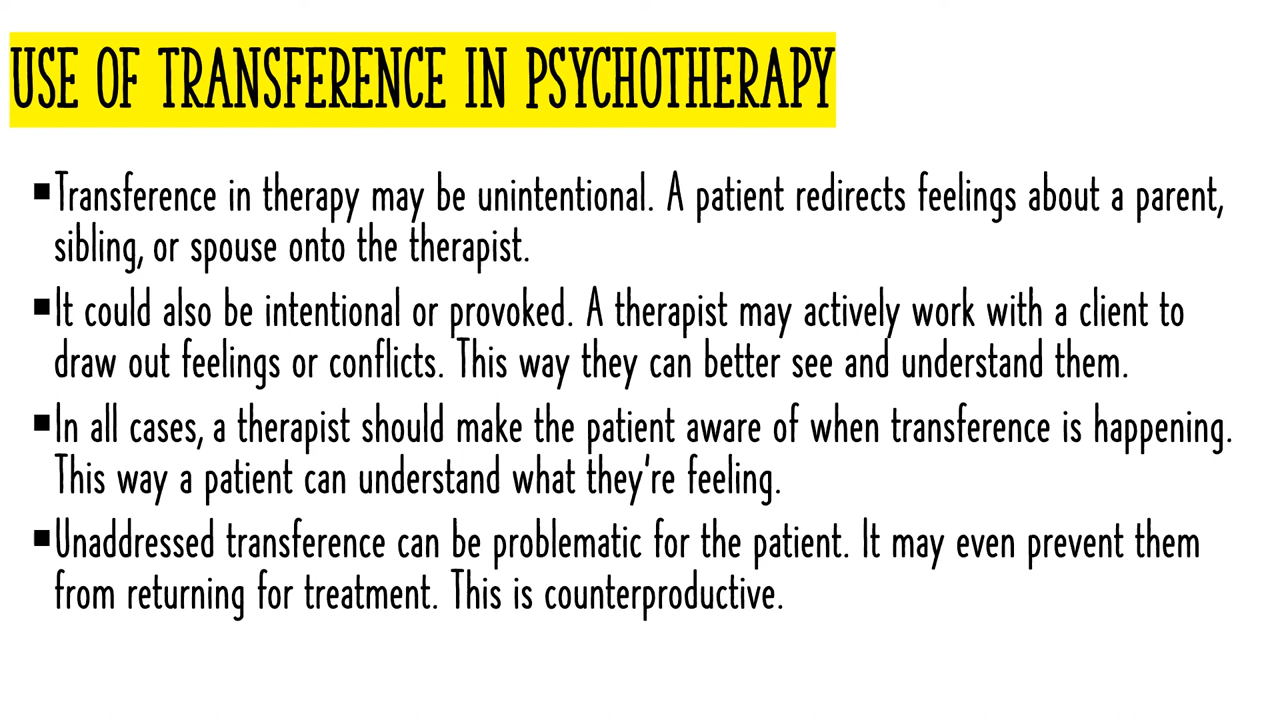 USE OF TRANSFERENCE IN PSYCHOTHERAPY
▪Transference in therapy may be unintentional. A patient redirects feelings about a parent,
sibling, or spouse onto the therapist.
▪It could also be intentional or provoked. A therapist may actively work with a client to
draw out feelings or conflicts. This way they can better see and understand them.
▪In all cases, a therapist should make the patient aware of when transference is happening.
This way a patient can understand what they're feeling.
▪Unaddressed transference can be problematic for the patient. It may even prevent them
from returning for treatment. This is counterproductive.